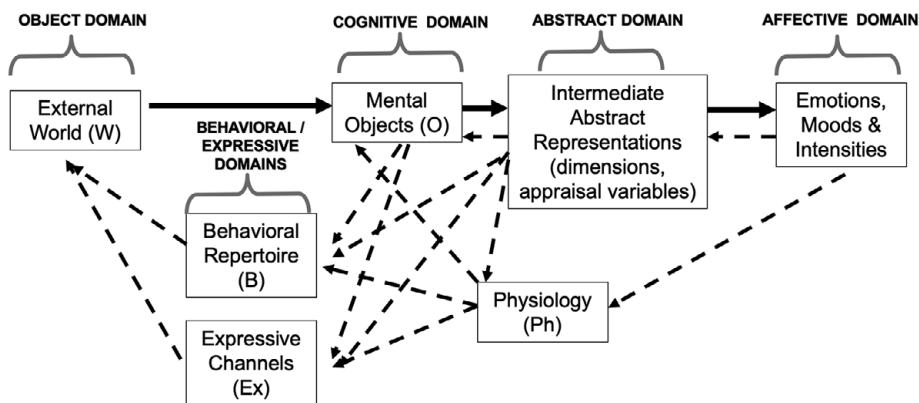 OBJECT DOMAIN
COGNITIVE DOMAIN
ABSTRACT DOMAIN
AFFECTIVE DOMAIN
External
World (W)
BEHAVIORAL /
EXPRESSIVE
DOMAINS
Mental
Objects (O)
Intermediate
Abstract
Representations
(dimensions,
appraisal variables)
Emotions,
Moods &
Intensities
Behavioral
Repertoire
(B)
Physiology
(Ph)
Expressive
Channels
(Ex)